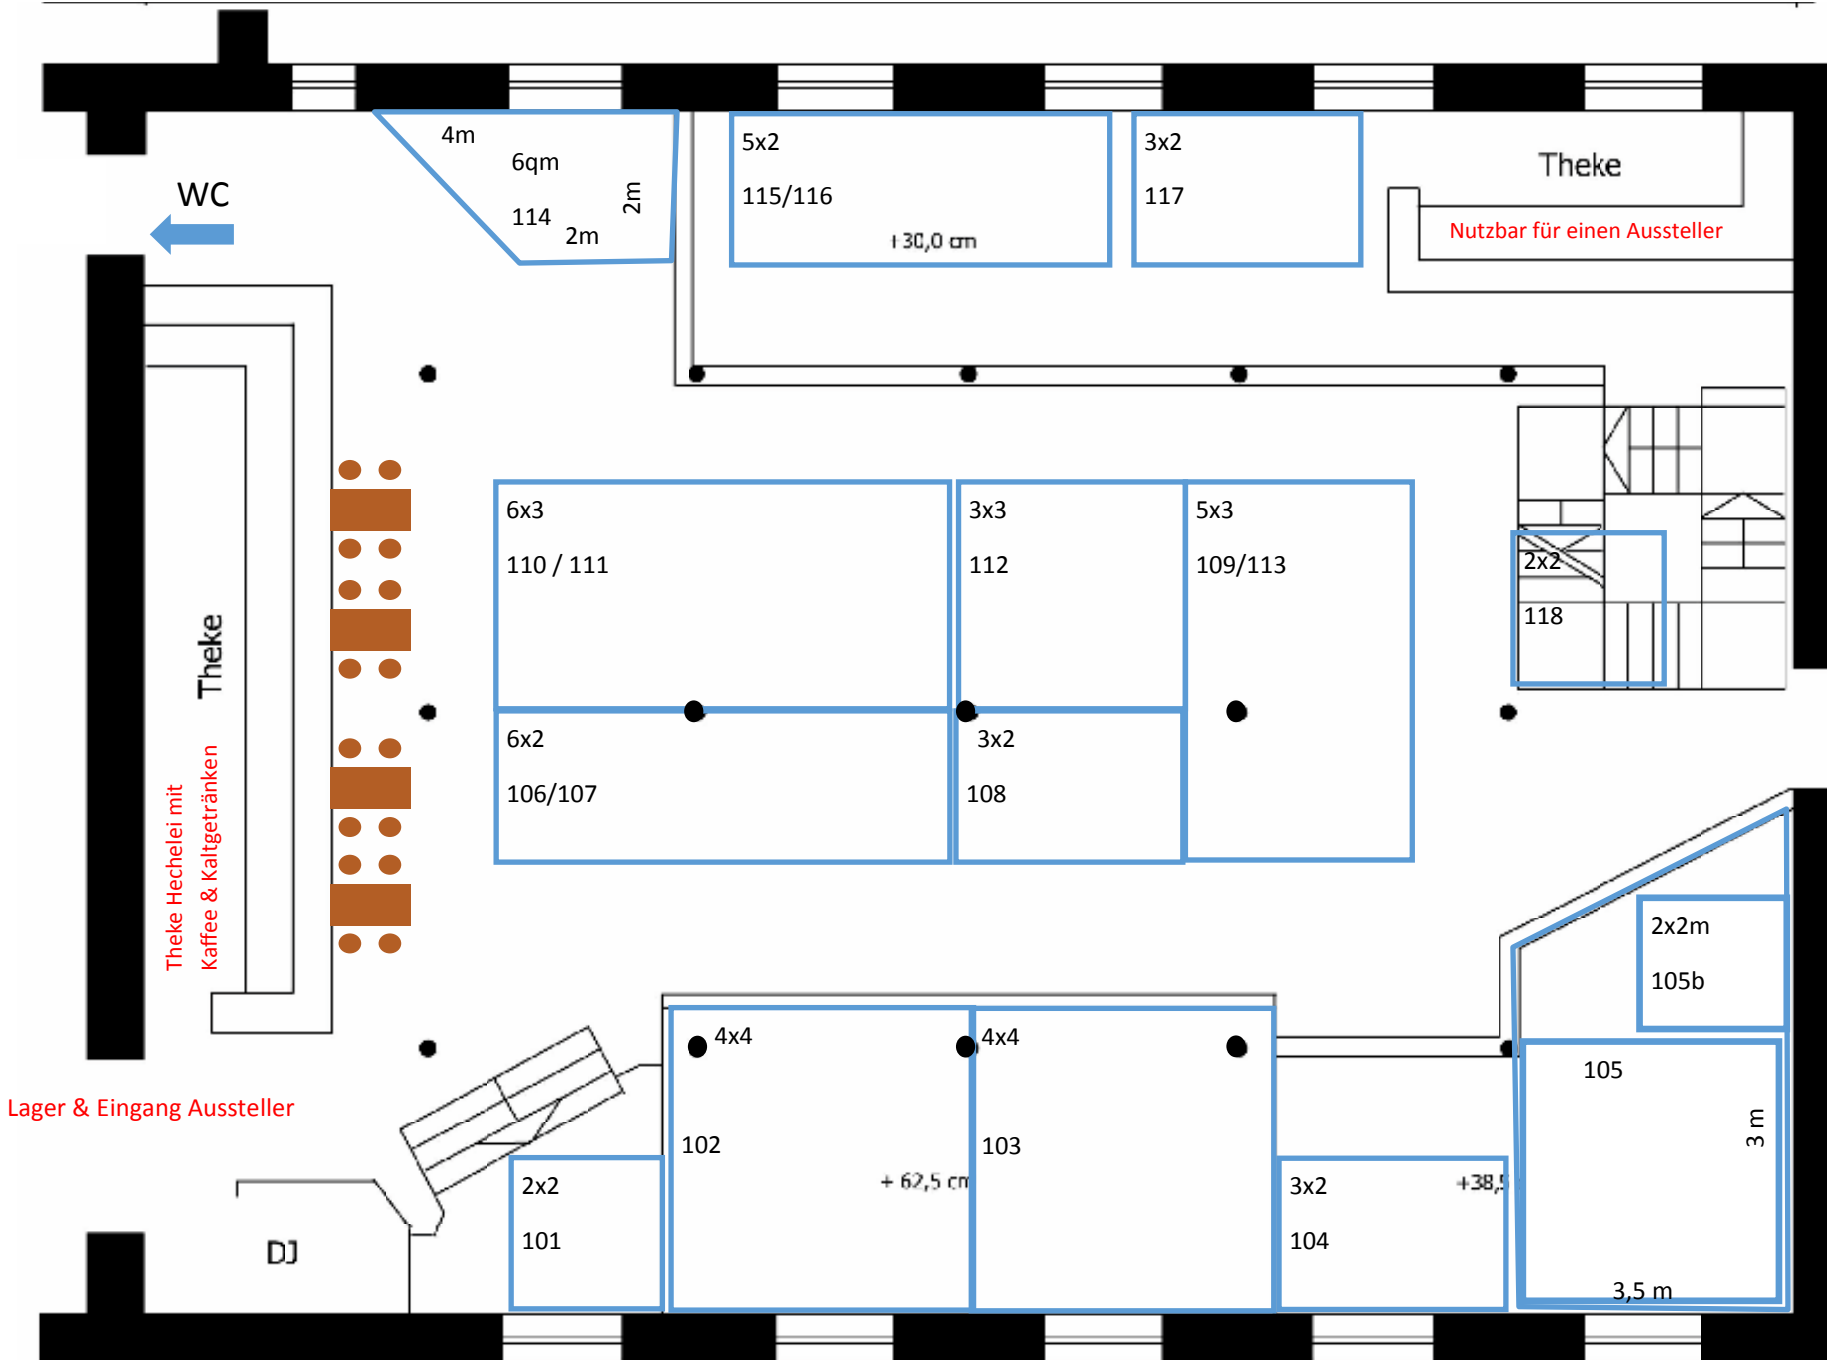 4m
6qm
114
2m
2m
5x2
115/116
+30,0 cm
3x2
117
Theke
Nutzbar für einen Aussteller
WC
6x3
110 / 111
3x3
112
5x3
109/113
2x2
118
Theke
Theke Hechelei mit
Kaffee & Kaltgetränken
6x2
106/107
3x2
108
2x2m
105b
105
3 m
3,5 m
4x4
102
4x4
103
+ 62,5 cm
Lager & Eingang Aussteller
2x2
101
3x2
104
+38,5
DJ